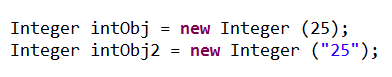 Integer intObj = new Integer (25);
Integer intObj2 = new Integer ("25");